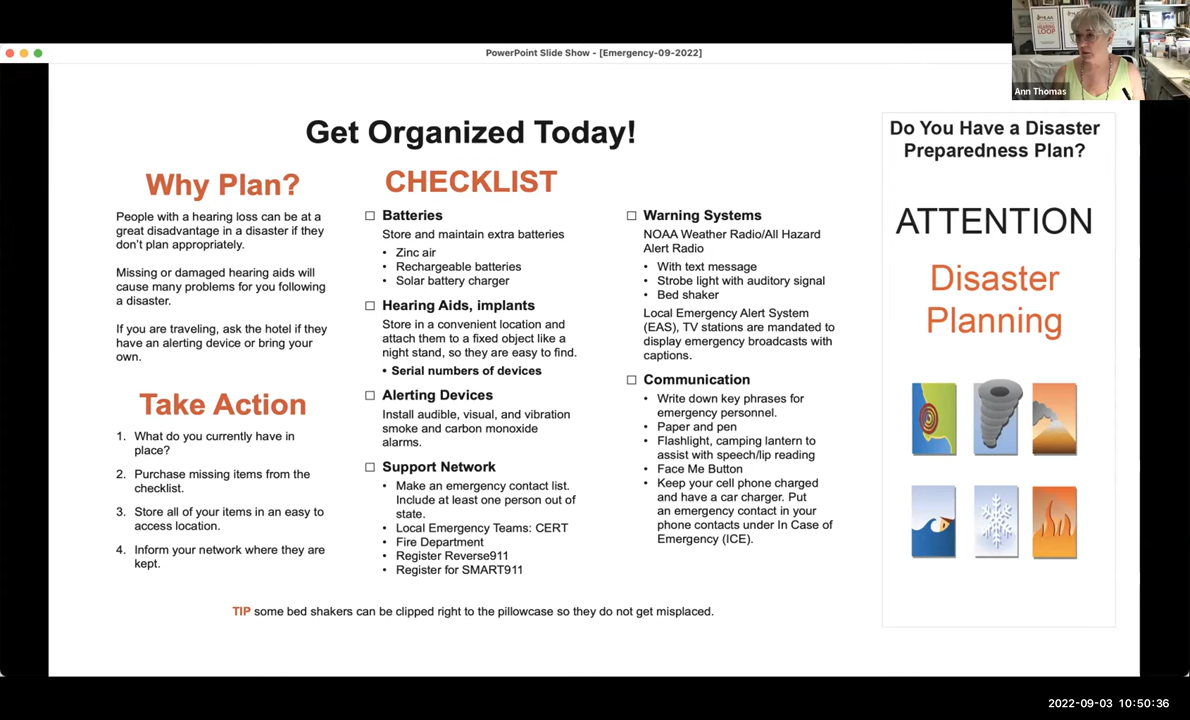 PowerPoint Slide Show - [Emergency-09-2022]
Ann Thomas
Get Organized Today!
Why Plan?
People with a hearing loss can be at a
great disadvantage in a disaster if they
don't plan appropriately.
Missing or damaged hearing aids will
cause many problems for you following
a disaster.
If you are traveling, ask the hotel if they
have an alerting device or bring your
own.
Take Action
1. What do you currently have in
place?
2. Purchase missing items from the
checklist.
3. Store all of your items in an easy to
access location.
4. Inform your network where they are
kept.
CHECKLIST
Batteries
Store and maintain extra batteries
• Zinc air
• Rechargeable batteries
• Solar battery charger
Hearing Aids, implants
Store in a convenient location and
attach them to a fixed object like a
night stand, so they are easy to find.
• Serial numbers of devices
Alerting Devices
Install audible, visual, and vibration
smoke and carbon monoxide
alarms.
Support Network
• Make an emergency contact list.
Include at least one person out of
state.
• Local Emergency Teams: CERT
• Fire Department
• Register Reverse911
• Register for SMART911
Warning Systems
NOAA Weather Radio/All Hazard
Alert Radio
• With text message
• Strobe light with auditory signal
• Bed shaker
Local Emergency Alert System
(EAS), TV stations are mandated to
display emergency broadcasts with
captions.
Communication
• Write down key phrases for
emergency personnel.
• Paper and pen
• Flashlight, camping lantern to
assist with speech/lip reading
• Face Me Button
• Keep your cell phone charged
and have a car charger. Put
an emergency contact in your
phone contacts under In Case of
Emergency (ICE).
TIP some bed shakers can be clipped right to the pillowcase so they do not get misplaced.
Do You Have a Disaster
Preparedness Plan?
ATTENTION
Disaster
Planning
2022-09-03 10:50:36